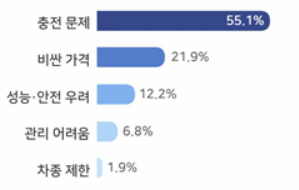 충전 문제 55.1%
비싼 가격 21.9%
성능·안전 우려 12.2%
관리 어려움 6.8%
차종 제한 1.9%